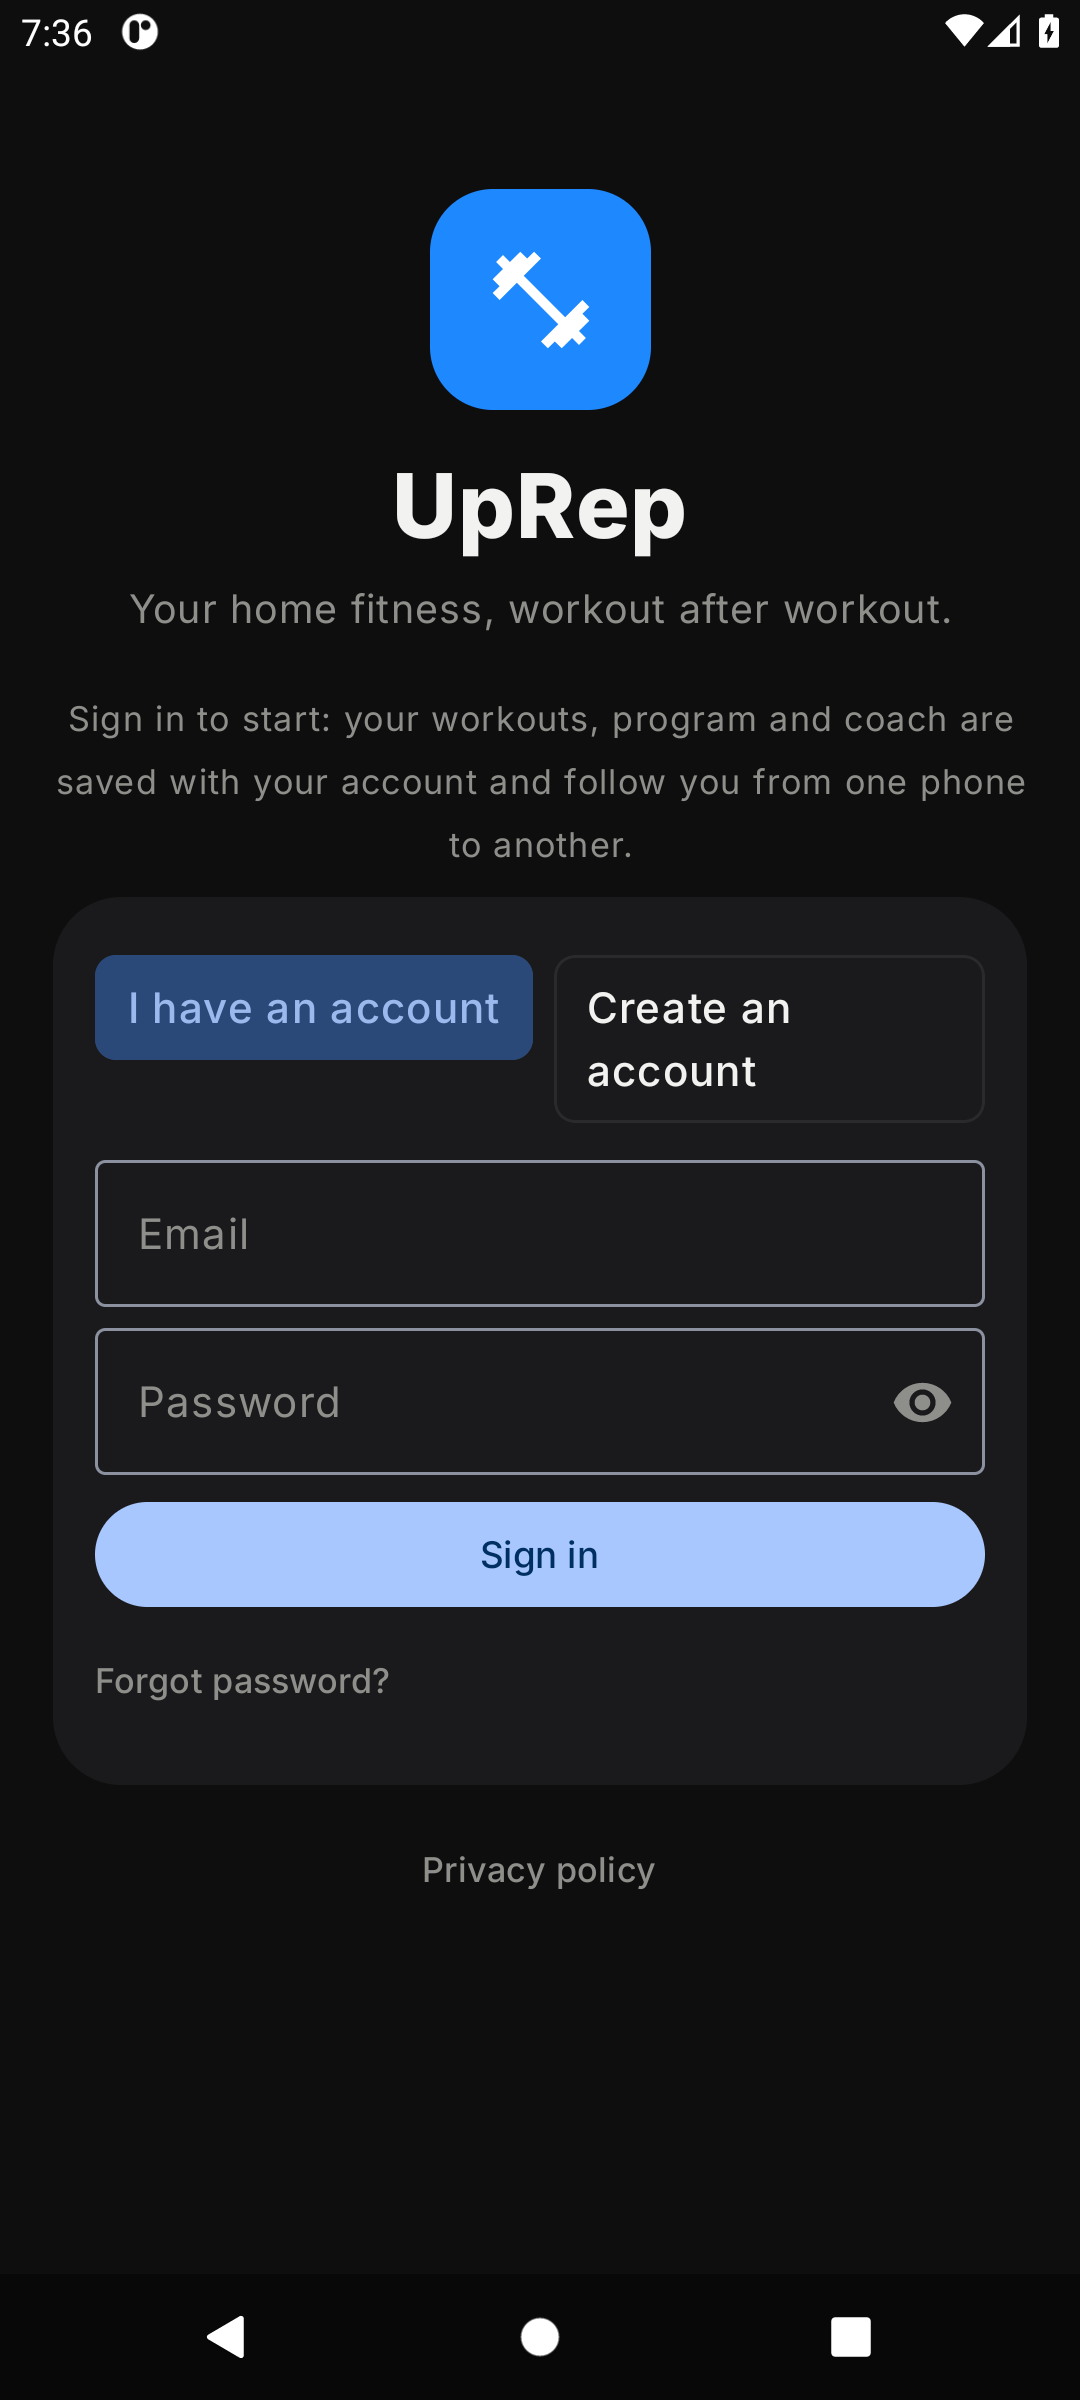 7:36
UpRep
Your home fitness, workout after workout.
Sign in to start: your workouts, program and coach are
saved with your account and follow you from one phone
to another.
I have an account
Create an
account
Email
Password
Sign in
Forgot password?
Privacy policy